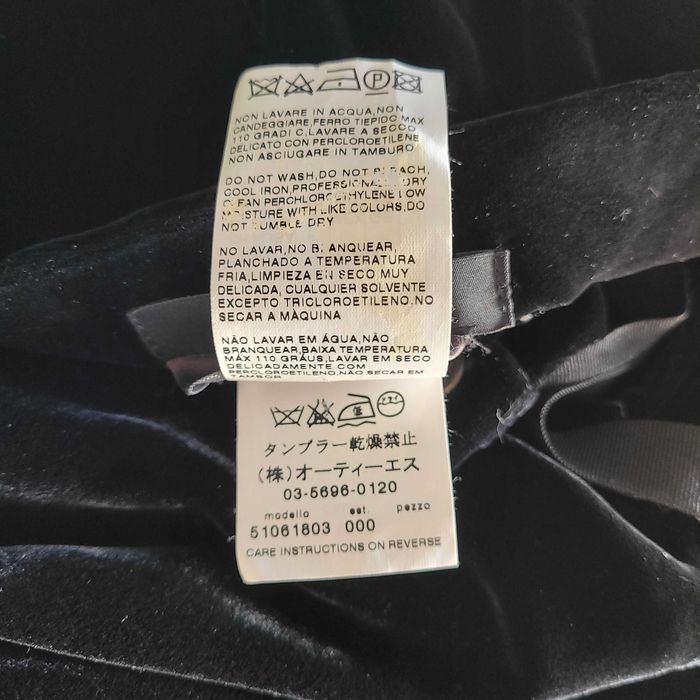 NON LAVARE IN ACQUA,NON
CANDEGGIARE,FERRO TIEPIDO MAX
110 GRADI C,LAVARE A SECCO
DELICATO CON PERCLOROETILENE
NON ASCIUGARE IN TAMBURO
DO NOT WASH,DO NOT BLEACH,
COOL IRON,PROFESSIONAL DRY
CLEAN PERCHLOROETHYLENE LOW
MOISTURE WITH LIKE COLORS,DO
NOT TUMBLE DRY
NO LAVAR,NO BLANQUEAR,
PLANCHADO A TEMPERATURA
FRIA,LIMPIEZA EN SECO MUY
DELICADA, CUALQUIER SOLVENTE
EXCEPTO TRICLOROETILENO.NO
SECAR A MÁQUINA
NÃO LAVAR EM ÁGUA,NÃO
BRANQUEAR,BAIXA TEMPERATURA
MÁX 110 GRAUS,LAVAR EM SECO
DELICADAMENTE COM
PERCLOROETILENO,NÃO SECAR EM
TAMBOR
タンブラー乾燥禁止
(株)オーティーエス
03-5696-0120
modello est. pezzo
51061803 000
CARE INSTRUCTIONS ON REVERSE